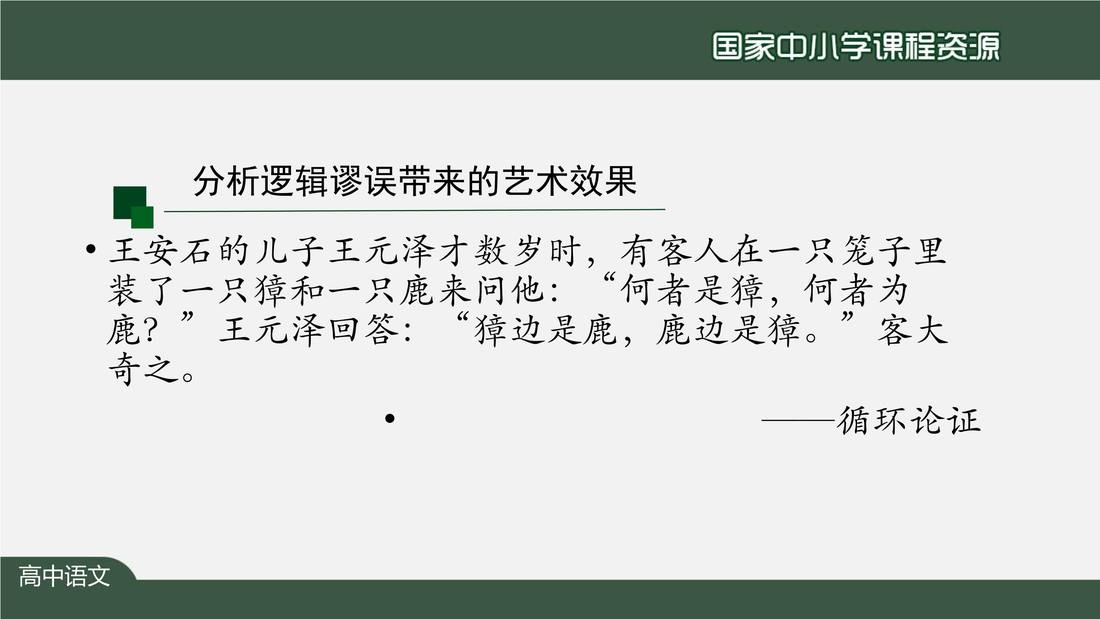 国家中小学课程资源
分析逻辑谬误带来的艺术效果
•王安石的儿子王元泽才数岁时，有客人在一只笼子里
装了一只獐和一只鹿来问他：“何者是獐，何者为
鹿？”王元泽回答：“獐边是鹿，鹿边是獐。”客大
奇之。
• ——循环论证
高中语文